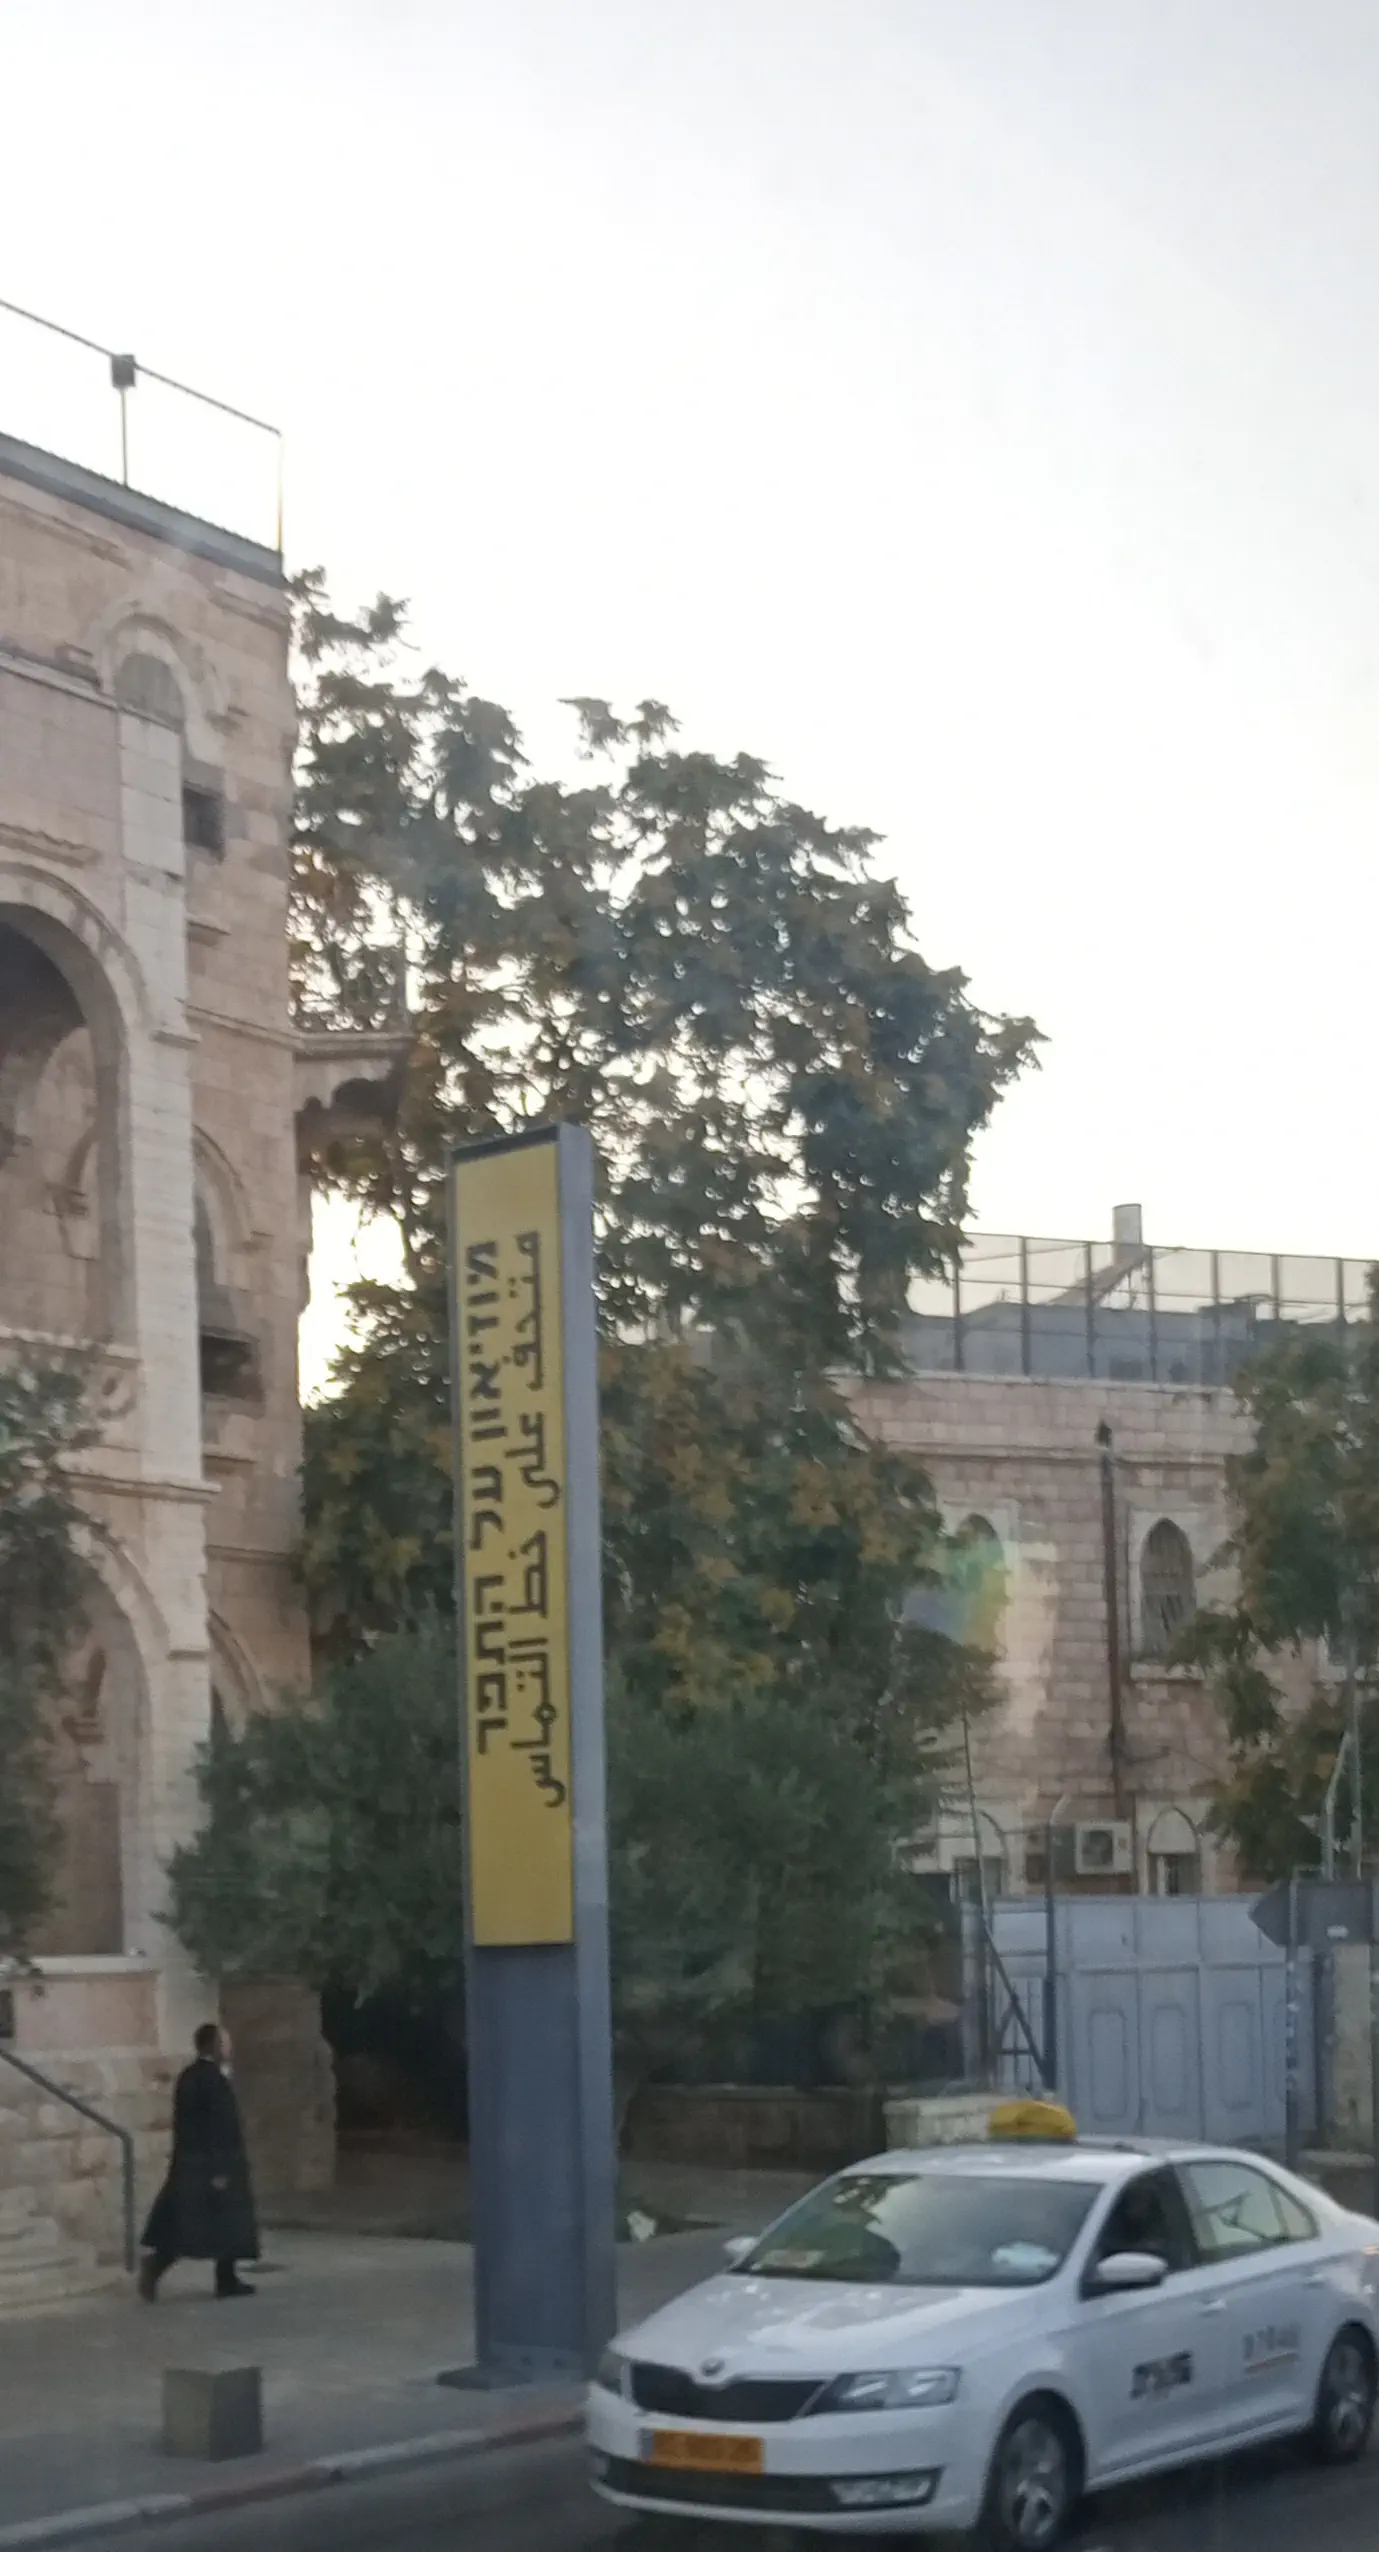 מוזיאון על התפר
متحف على خط التماس